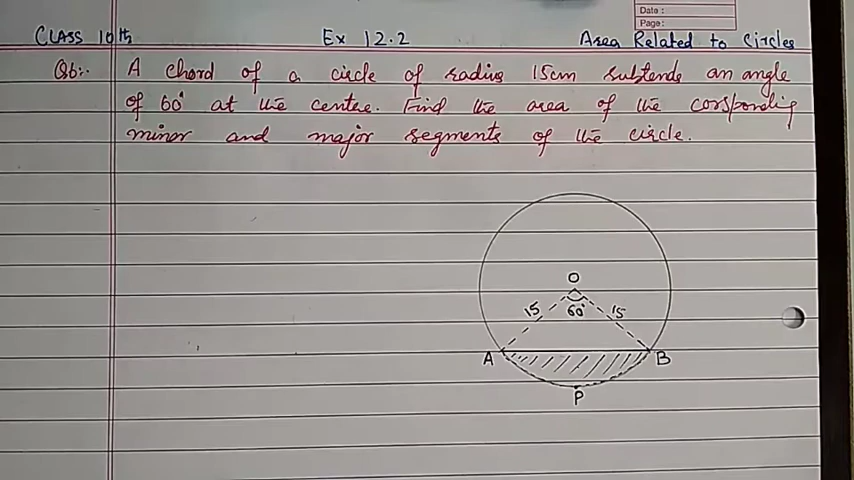 Date :
Page :
CLASS 10th Ex 12.2 Area Related to Circles
Q6:- A chord of a circle of radius 15cm subtends an angle
of 60° at the centre. Find the area of the corsponding
minor and major segments of the circle.
O
15 60° 15
A B
P